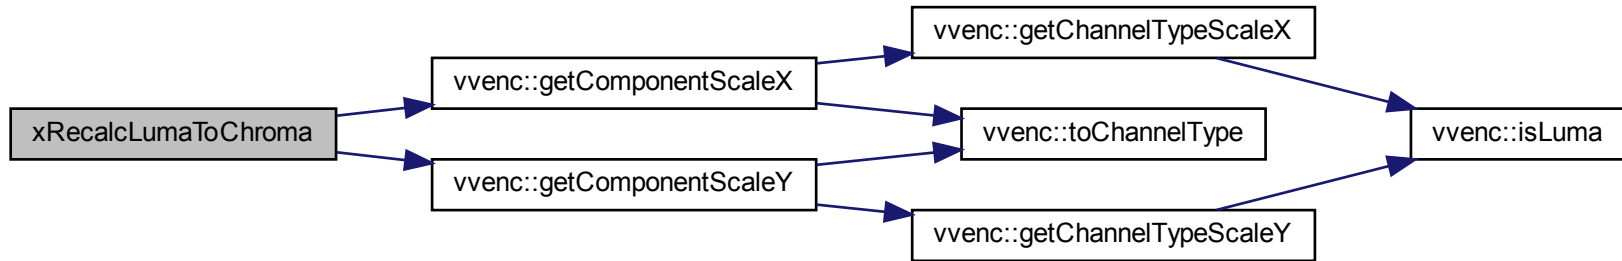 xRecalcLumaToChroma
vvenc::getComponentScaleX
vvenc::getComponentScaleY
vvenc::getChannelTypeScaleX
vvenc::toChannelType
vvenc::getChannelTypeScaleY
vvenc::isLuma